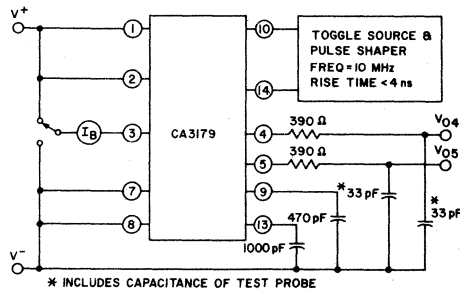 V+
1
10
TOGGLE SOURCE &
PULSE SHAPER
FREQ = 10 MHz
RISE TIME < 4 ns
2
14
IB
3
CA3179
4
390 Ω
VO4
5
390 Ω
VO5
7
9
* 33 pF
* 33 pF
8
13
470 pF
1000 pF
V-
* INCLUDES CAPACITANCE OF TEST PROBE